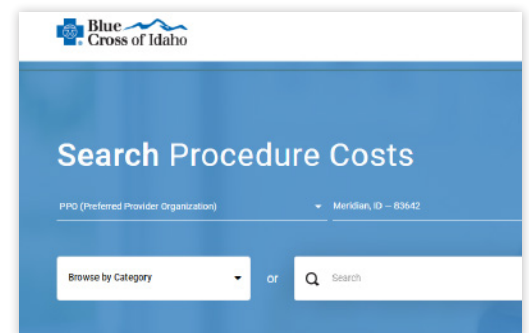 Blue
Cross of Idaho
Search Procedure Costs
PPO (Preferred Provider Organization)
Meridian, ID – 83642
Browse by Category
or
Search